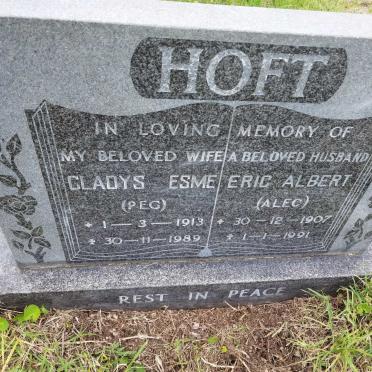 HOFT
IN LOVING MEMORY OF
MY BELOVED WIFE
GLADYS ESME
(PEG)
* 1-3-1913
* 30-11-1989
A BELOVED HUSBAND
ERIC ALBERT
(ALEC)
* 30-12-1907
* 1-1-1991
REST IN PEACE